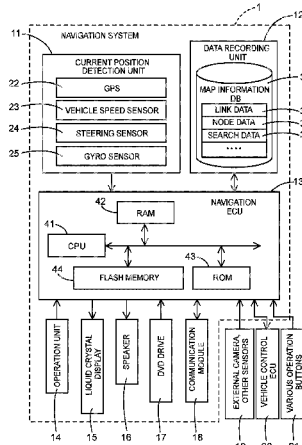 1
11
12
NAVIGATION SYSTEM
CURRENT POSITION
DETECTION UNIT
DATA RECORDING
UNIT
22
GPS
23
VEHICLE SPEED SENSOR
24
STEERING SENSOR
25
GYRO SENSOR
MAP INFORMATION
DB
LINK DATA
NODE DATA
SEARCH DATA
....
13
NAVIGATION
ECU
42
RAM
41
CPU
43
44
FLASH MEMORY
ROM
OPERATION UNIT
LIQUID CRYSTAL
DISPLAY
SPEAKER
DVD DRIVE
COMMUNICATION
MODULE
EXTERNAL CAMERA,
OTHER SENSORS
VEHICLE CONTROL
ECU
VARIOUS OPERATION
BUTTONS
14
15
16
17
18